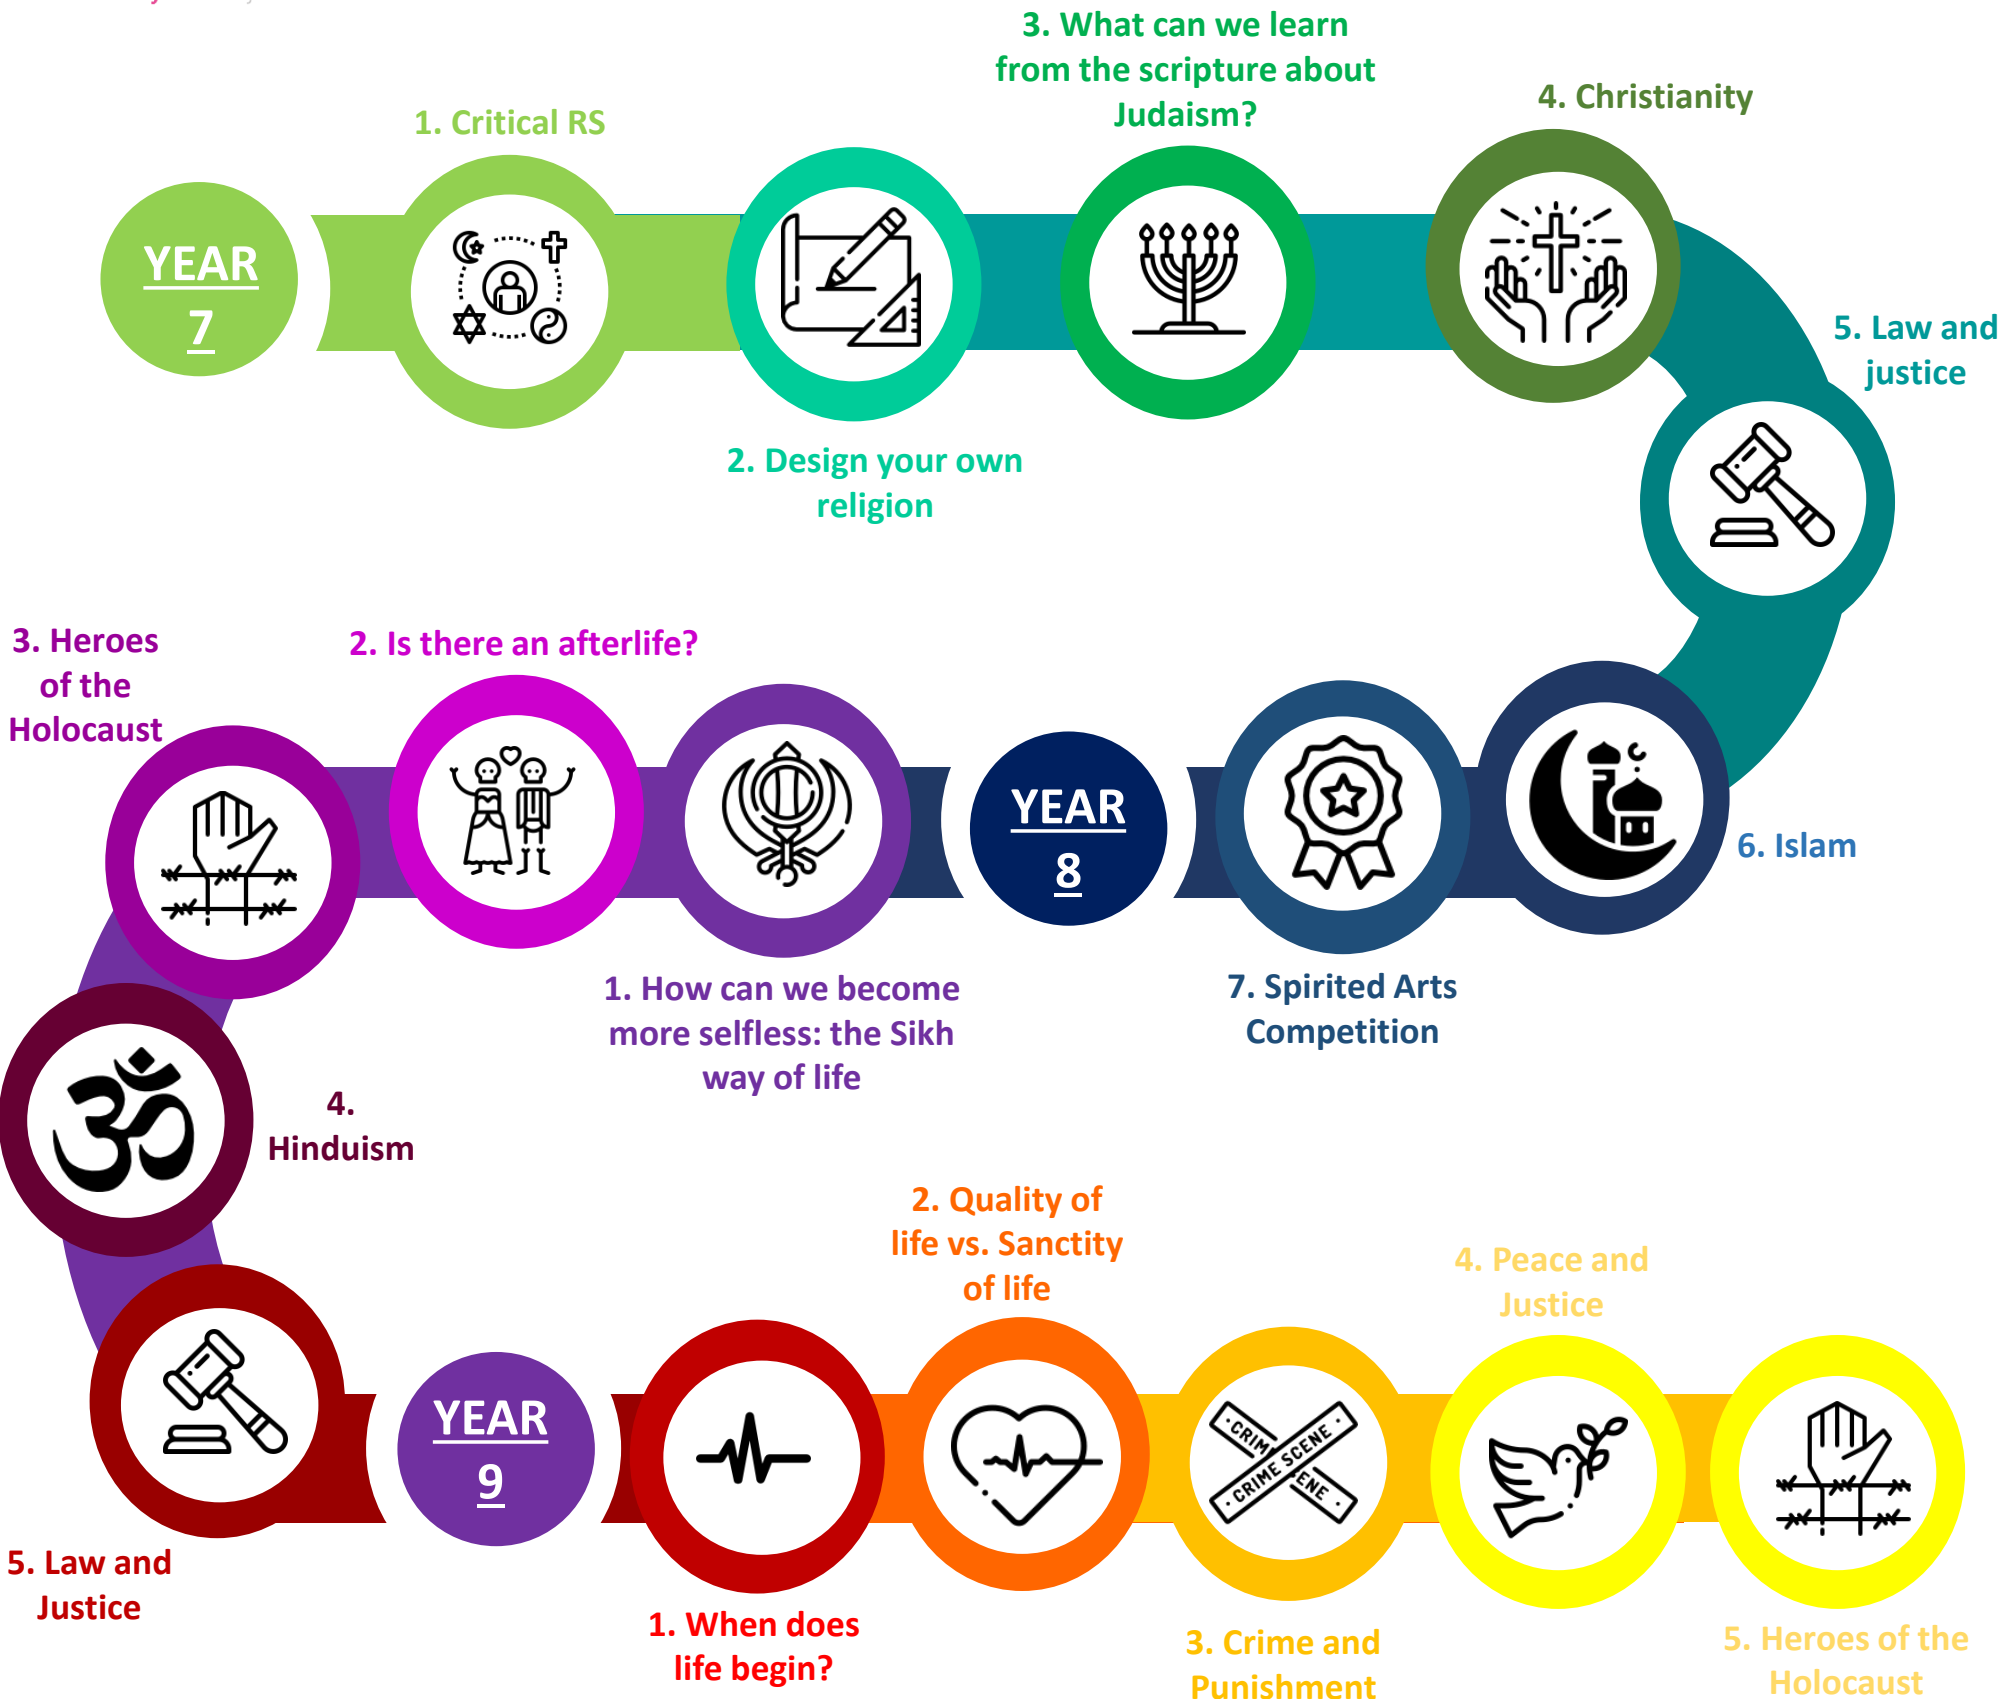 YEAR
7
1. Critical RS
2. Design your own
religion
3. What can we learn
from the scripture about
Judaism?
4. Christianity
5. Law and
justice
6. Islam
7. Spirited Arts
Competition
YEAR
8
1. How can we become
more selfless: the Sikh
way of life
2. Is there an afterlife?
3. Heroes
of the
Holocaust
4.
Hinduism
5. Law and
Justice
YEAR
9
1. When does
life begin?
2. Quality of
life vs. Sanctity
of life
CRIME SCENE
CRIM
ENE
3. Crime and
Punishment
4. Peace and
Justice
5. Heroes of the
Holocaust